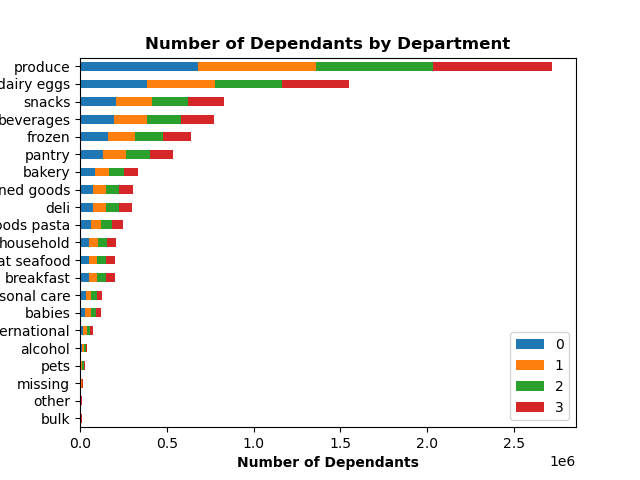 Number of Dependants by Department
produce
dairy eggs
snacks
beverages
frozen
pantry
bakery
ned goods
deli
oods pasta
household
at seafood
breakfast
sonal care
babies
ernational
alcohol
pets
missing
other
bulk
0
1
2
3
0.0 0.5 1.0 1.5 2.0 2.5
1e6
Number of Dependants